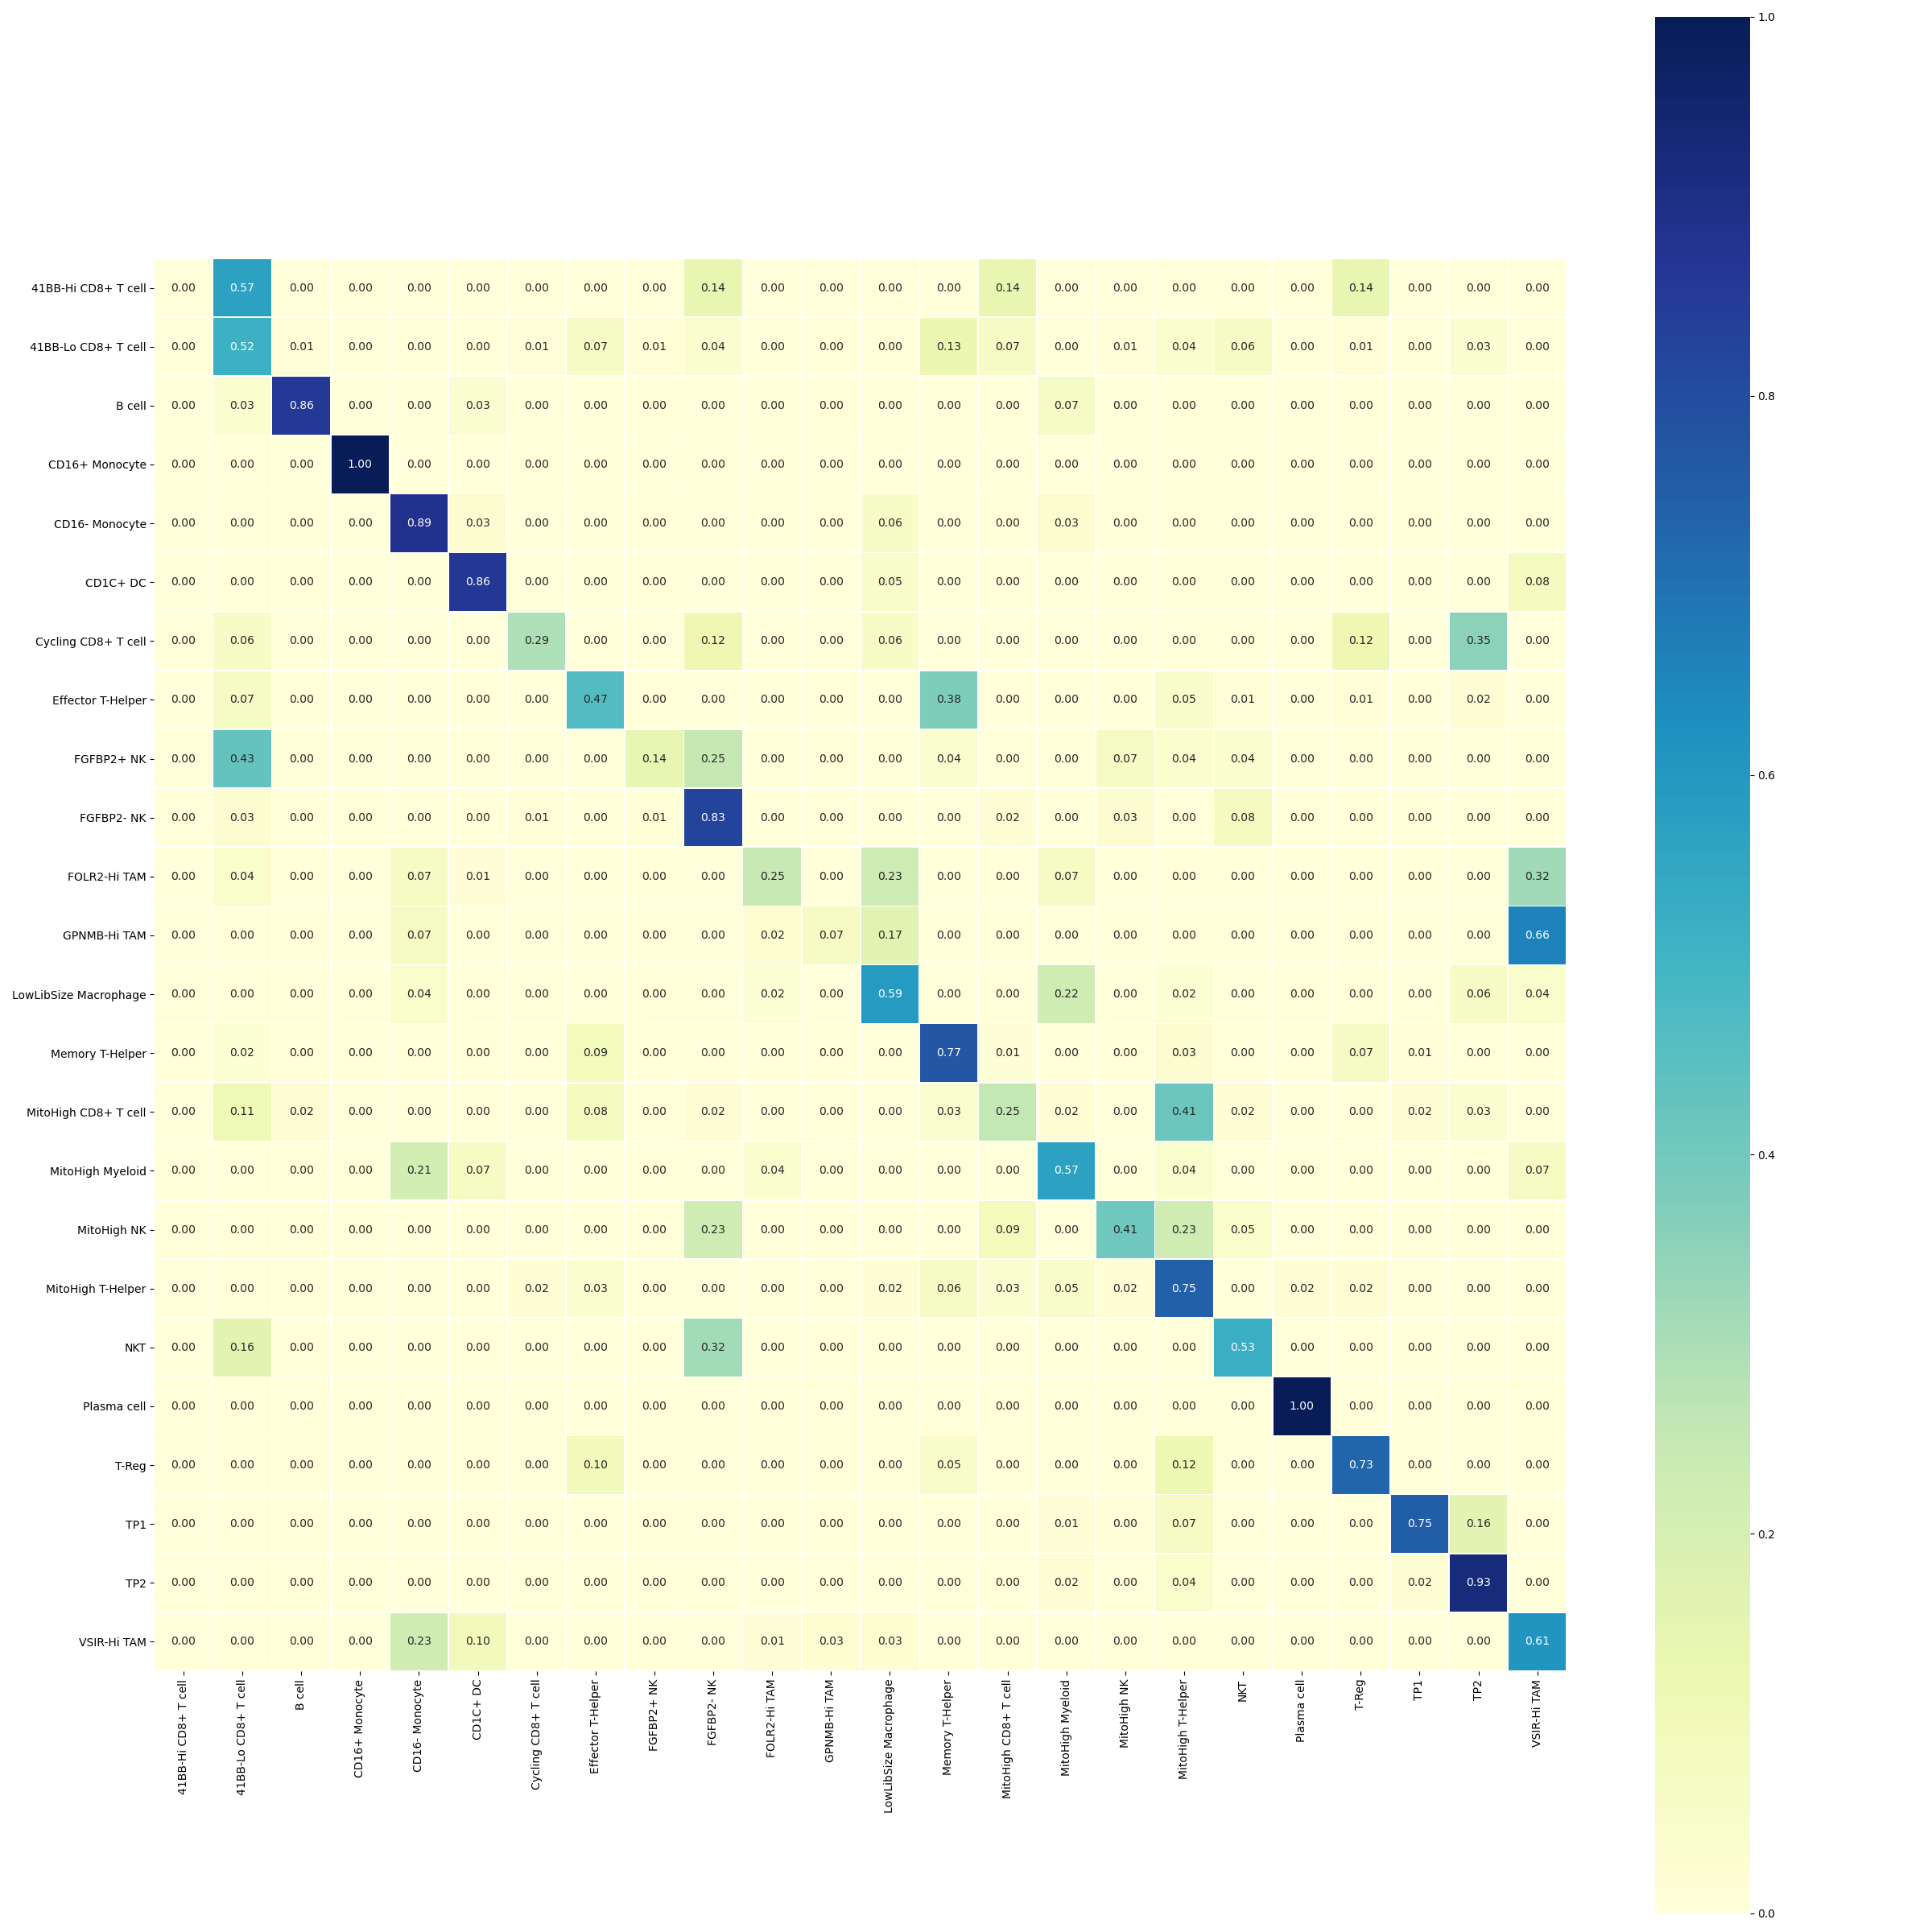 1.0
0.8
0.6
0.4
0.2
0.0
41BB-Hi CD8+ T cell 0.00 0.57 0.00 0.00 0.00 0.00 0.00 0.00 0.00 0.14 0.00 0.00 0.00 0.00 0.14 0.00 0.00 0.00 0.00 0.00 0.14 0.00 0.00 0.00
41BB-Lo CD8+ T cell 0.00 0.52 0.01 0.00 0.00 0.00 0.01 0.07 0.01 0.04 0.00 0.00 0.00 0.13 0.07 0.00 0.01 0.04 0.06 0.00 0.01 0.00 0.03 0.00
B cell 0.00 0.03 0.86 0.00 0.00 0.03 0.00 0.00 0.00 0.00 0.00 0.00 0.00 0.00 0.00 0.07 0.00 0.00 0.00 0.00 0.00 0.00 0.00 0.00
CD16+ Monocyte 0.00 0.00 0.00 1.00 0.00 0.00 0.00 0.00 0.00 0.00 0.00 0.00 0.00 0.00 0.00 0.00 0.00 0.00 0.00 0.00 0.00 0.00 0.00 0.00
CD16- Monocyte 0.00 0.00 0.00 0.00 0.89 0.03 0.00 0.00 0.00 0.00 0.00 0.00 0.06 0.00 0.00 0.03 0.00 0.00 0.00 0.00 0.00 0.00 0.00 0.00
CD1C+ DC 0.00 0.00 0.00 0.00 0.00 0.86 0.00 0.00 0.00 0.00 0.00 0.00 0.05 0.00 0.00 0.00 0.00 0.00 0.00 0.00 0.00 0.00 0.00 0.08
Cycling CD8+ T cell 0.00 0.06 0.00 0.00 0.00 0.00 0.29 0.00 0.00 0.12 0.00 0.00 0.06 0.00 0.00 0.00 0.00 0.00 0.00 0.00 0.12 0.00 0.35 0.00
Effector T-Helper 0.00 0.07 0.00 0.00 0.00 0.00 0.00 0.47 0.00 0.00 0.00 0.00 0.00 0.38 0.00 0.00 0.00 0.05 0.01 0.00 0.01 0.00 0.02 0.00
FGFBP2+ NK 0.00 0.43 0.00 0.00 0.00 0.00 0.00 0.00 0.14 0.25 0.00 0.00 0.00 0.04 0.00 0.00 0.07 0.04 0.04 0.00 0.00 0.00 0.00 0.00
FGFBP2- NK 0.00 0.03 0.00 0.00 0.00 0.00 0.01 0.00 0.01 0.83 0.00 0.00 0.00 0.00 0.02 0.00 0.03 0.00 0.08 0.00 0.00 0.00 0.00 0.00
FOLR2-Hi TAM 0.00 0.04 0.00 0.00 0.07 0.01 0.00 0.00 0.00 0.00 0.25 0.00 0.23 0.00 0.00 0.07 0.00 0.00 0.00 0.00 0.00 0.00 0.00 0.32
GPNMB-Hi TAM 0.00 0.00 0.00 0.00 0.07 0.00 0.00 0.00 0.00 0.00 0.02 0.07 0.17 0.00 0.00 0.00 0.00 0.00 0.00 0.00 0.00 0.00 0.00 0.66
LowLibSize Macrophage 0.00 0.00 0.00 0.00 0.04 0.00 0.00 0.00 0.00 0.00 0.02 0.00 0.59 0.00 0.00 0.22 0.00 0.02 0.00 0.00 0.00 0.00 0.06 0.04
Memory T-Helper 0.00 0.02 0.00 0.00 0.00 0.00 0.00 0.09 0.00 0.00 0.00 0.00 0.00 0.77 0.01 0.00 0.00 0.03 0.00 0.00 0.07 0.01 0.00 0.00
MitoHigh CD8+ T cell 0.00 0.11 0.02 0.00 0.00 0.00 0.00 0.08 0.00 0.02 0.00 0.00 0.00 0.03 0.25 0.02 0.00 0.41 0.02 0.00 0.00 0.02 0.03 0.00
MitoHigh Myeloid 0.00 0.00 0.00 0.00 0.21 0.07 0.00 0.00 0.00 0.00 0.04 0.00 0.00 0.00 0.00 0.57 0.00 0.04 0.00 0.00 0.00 0.00 0.00 0.07
MitoHigh NK 0.00 0.00 0.00 0.00 0.00 0.00 0.00 0.00 0.00 0.23 0.00 0.00 0.00 0.00 0.09 0.00 0.41 0.23 0.05 0.00 0.00 0.00 0.00 0.00
MitoHigh T-Helper 0.00 0.00 0.00 0.00 0.00 0.00 0.02 0.03 0.00 0.00 0.00 0.00 0.02 0.06 0.03 0.05 0.02 0.75 0.00 0.02 0.02 0.00 0.00 0.00
NKT 0.00 0.16 0.00 0.00 0.00 0.00 0.00 0.00 0.00 0.32 0.00 0.00 0.00 0.00 0.00 0.00 0.00 0.00 0.53 0.00 0.00 0.00 0.00 0.00
Plasma cell 0.00 0.00 0.00 0.00 0.00 0.00 0.00 0.00 0.00 0.00 0.00 0.00 0.00 0.00 0.00 0.00 0.00 0.00 0.00 1.00 0.00 0.00 0.00 0.00
T-Reg 0.00 0.00 0.00 0.00 0.00 0.00 0.00 0.10 0.00 0.00 0.00 0.00 0.00 0.05 0.00 0.00 0.00 0.12 0.00 0.00 0.73 0.00 0.00 0.00
TP1 0.00 0.00 0.00 0.00 0.00 0.00 0.00 0.00 0.00 0.00 0.00 0.00 0.00 0.00 0.00 0.01 0.00 0.07 0.00 0.00 0.00 0.75 0.16 0.00
TP2 0.00 0.00 0.00 0.00 0.00 0.00 0.00 0.00 0.00 0.00 0.00 0.00 0.00 0.00 0.00 0.02 0.00 0.04 0.00 0.00 0.00 0.02 0.93 0.00
VSIR-Hi TAM 0.00 0.00 0.00 0.00 0.23 0.10 0.00 0.00 0.00 0.00 0.01 0.03 0.03 0.00 0.00 0.00 0.00 0.00 0.00 0.00 0.00 0.00 0.00 0.61
41BB-Hi CD8+ T cell
41BB-Lo CD8+ T cell
B cell
CD16+ Monocyte
CD16- Monocyte
CD1C+ DC
Cycling CD8+ T cell
Effector T-Helper
FGFBP2+ NK
FGFBP2- NK
FOLR2-Hi TAM
GPNMB-Hi TAM
LowLibSize Macrophage
Memory T-Helper
MitoHigh CD8+ T cell
MitoHigh Myeloid
MitoHigh NK
MitoHigh T-Helper
NKT
Plasma cell
T-Reg
TP1
TP2
VSIR-Hi TAM